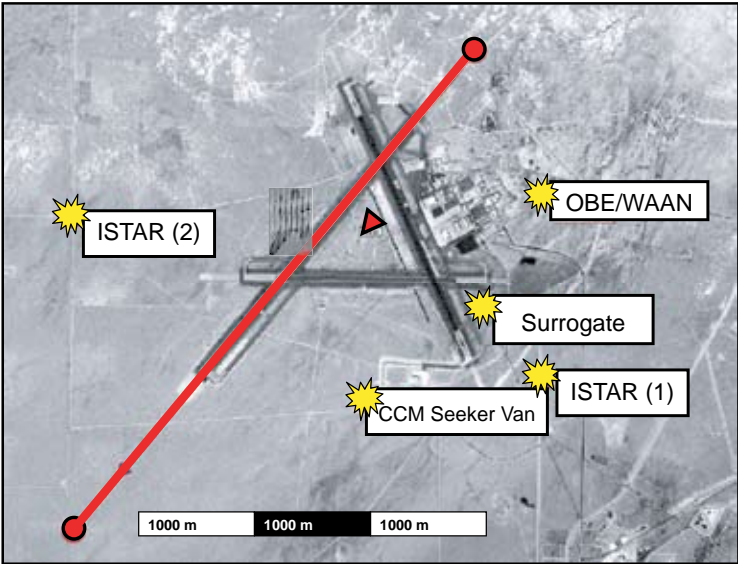 OBE/WAAN
ISTAR (2)
Surrogate
ISTAR (1)
CCM Seeker Van
1000 m 1000 m 1000 m